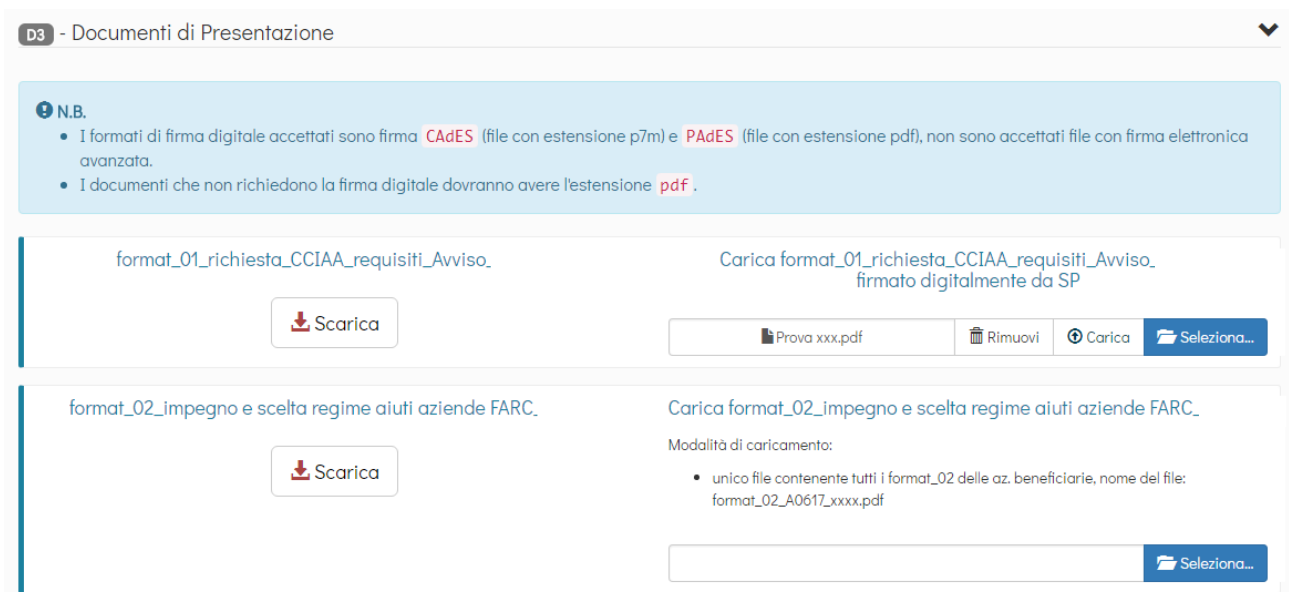 D3 - Documenti di Presentazione
N.B.
I formati di firma digitale accettati sono firma CAdES (file con estensione p7m) e PAdES (file con estensione pdf), non sono accettati file con firma elettronica
avanzata.
I documenti che non richiedono la firma digitale dovranno avere l'estensione pdf.
format_01_richiesta_CCIAA_requisiti_Avviso_
Scarica
Carica format_01_richiesta_CCIAA_requisiti_Avviso_
firmato digitalmente da SP
Prova xxx.pdf Rimuovi Carica Seleziona...
format_02_impegno e scelta regime aiuti aziende FARC_
Scarica
Carica format_02_impegno e scelta regime aiuti aziende FARC_
Modalità di caricamento:
unico file contenente tutti i format_02 delle az. beneficiarie, nome del file:
format_02_A0617_xxxx.pdf
Seleziona...